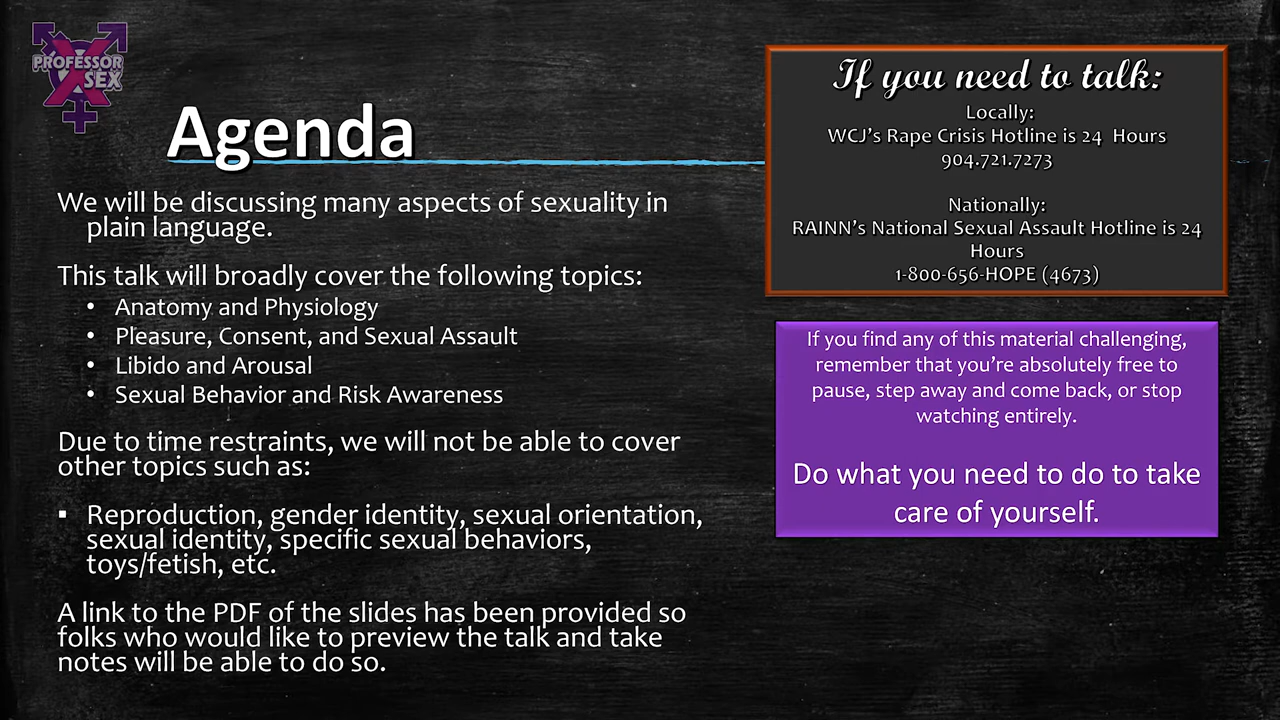 PROFESSOR
SEX
Agenda
We will be discussing many aspects of sexuality in
plain language.
This talk will broadly cover the following topics:
• Anatomy and Physiology
• Pleasure, Consent, and Sexual Assault
• Libido and Arousal
• Sexual Behavior and Risk Awareness
Due to time restraints, we will not be able to cover
other topics such as:
▪ Reproduction, gender identity, sexual orientation,
sexual identity, specific sexual behaviors,
toys/fetish, etc.
A link to the PDF of the slides has been provided so
folks who would like to preview the talk and take
notes will be able to do so.
If you need to talk:
Locally:
WCJ's Rape Crisis Hotline is 24 Hours
904.721.7273
Nationally:
RAINN's National Sexual Assault Hotline is 24
Hours
1-800-656-HOPE (4673)
If you find any of this material challenging,
remember that you're absolutely free to
pause, step away and come back, or stop
watching entirely.
Do what you need to do to take
care of yourself.